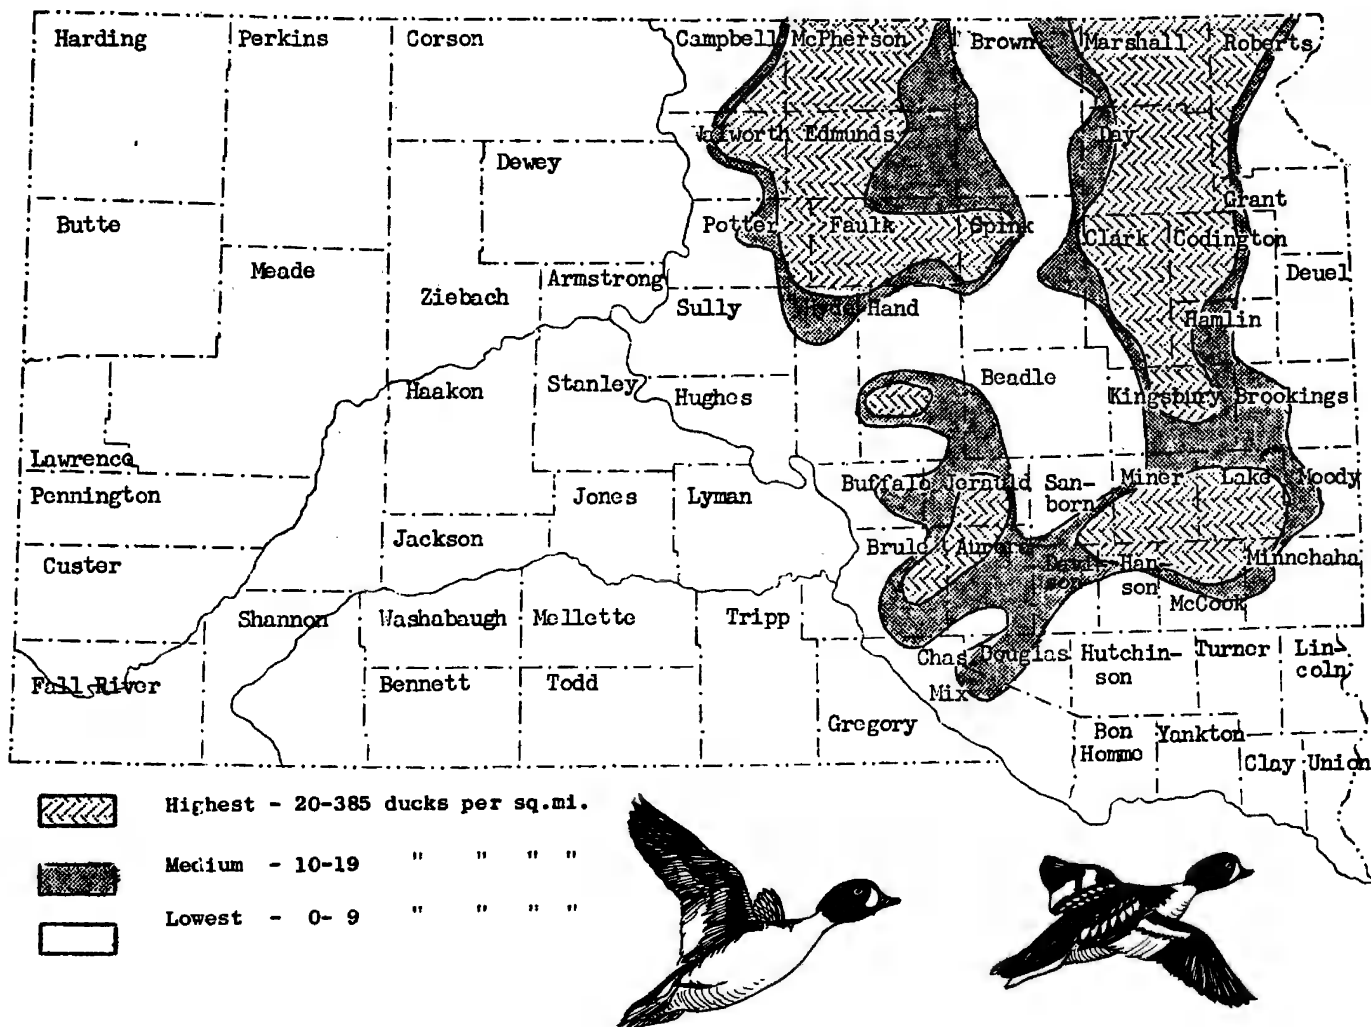 Harding Perkins Corson Campbell McPherson Brown Marshall Roberts
Walworth Edmunds Day
Dewey
Grant
Butte Potter Faulk Spink Clark Codington
Meade Armstrong Deuel
Ziebach Sully Hyde Hand Hamlin
Haakon Stanley Hughes Beadle Kingsbury Brookings
Lawrence
Pennington Jones Lyman Buffalo Jerauld San-
born Miner Lake Moody
Jackson Brule Aurora
Custer Davi-
son Han-
son Minnehaha
McCook
Shannon Washabaugh Mellette Tripp
Chas
Mix Douglas Hutchin-
son Turner Lin-
coln
Fall River Bennett Todd
Gregory Bon
Homme Yankton
Clay Union
Highest - 20-385 ducks per sq.mi.
Medium - 10-19 " " " "
Lowest - 0- 9 " " " "